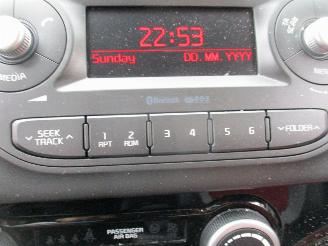 22:53
Sunday DD.MM.YYYY
MEDIA
Bluetooth
SEEK TRACK
1 RPT
2 RDM
3
4
5
6
FOLDER
PASSENGER
AIR BAG